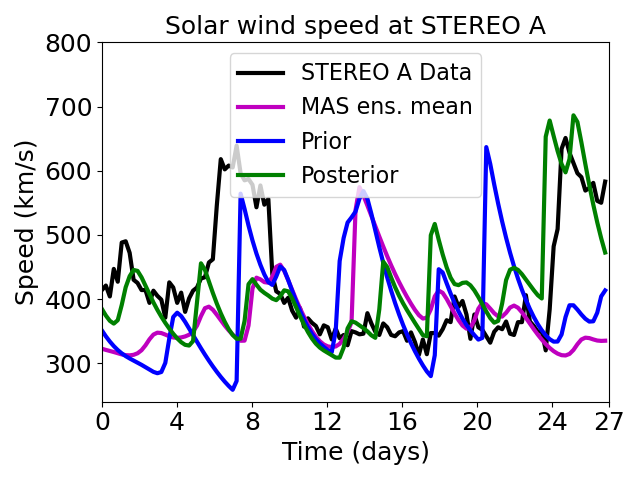 Solar wind speed at STEREO A
Speed (km/s)
800
700
600
500
400
300
STEREO A Data
MAS ens. mean
Prior
Posterior
0 4 8 12 16 20 24 27
Time (days)